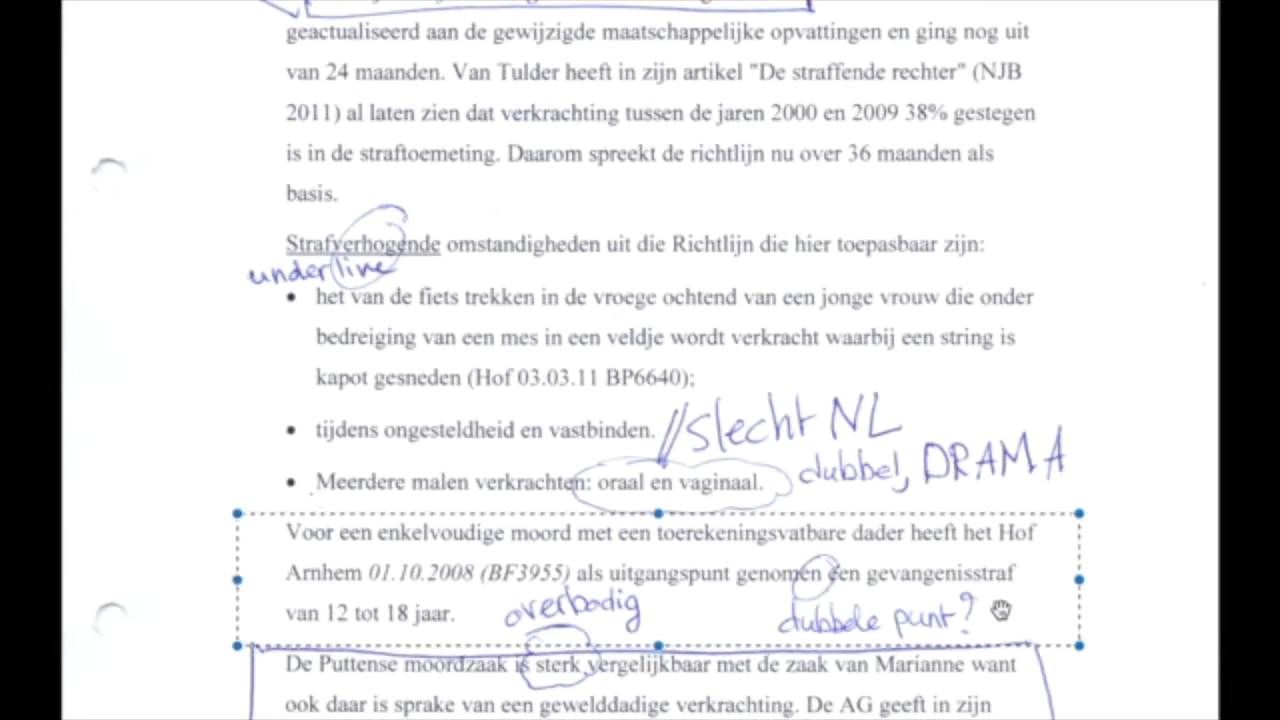 geactualiseerd aan de gewijzigde maatschappelijke opvattingen en ging nog uit
van 24 maanden. Van Tulder heeft in zijn artikel "De straffende rechter" (NJB
2011) al laten zien dat verkrachting tussen de jaren 2000 en 2009 38% gestegen
is in de straftoemeting. Daarom spreekt de richtlijn nu over 36 maanden als
basis.
Strafverhogende omstandigheden uit die Richtlijn die hier toepasbaar zijn:
underline
• het van de fiets trekken in de vroege ochtend van een jonge vrouw die onder
bedreiging van een mes in een veldje wordt verkracht waarbij een string is
kapot gesneden (Hof 03.03.11 BP6640);
• tijdens ongesteldheid en vastbinden. // slecht NL
dubbel, DRAMA
• Meerdere malen verkrachten: oraal en vaginaal.
Voor een enkelvoudige moord met een toerekeningsvatbare dader heeft het Hof
Arnhem 01.10.2008 (BF3955) als uitgangspunt genomen een gevangenisstraf
van 12 tot 18 jaar. overbodig dubbele punt?
De Puttense moordzaak is sterk vergelijkbaar met de zaak van Marianne want
ook daar is sprake van een gewelddadige verkrachting. De AG geeft in zijn